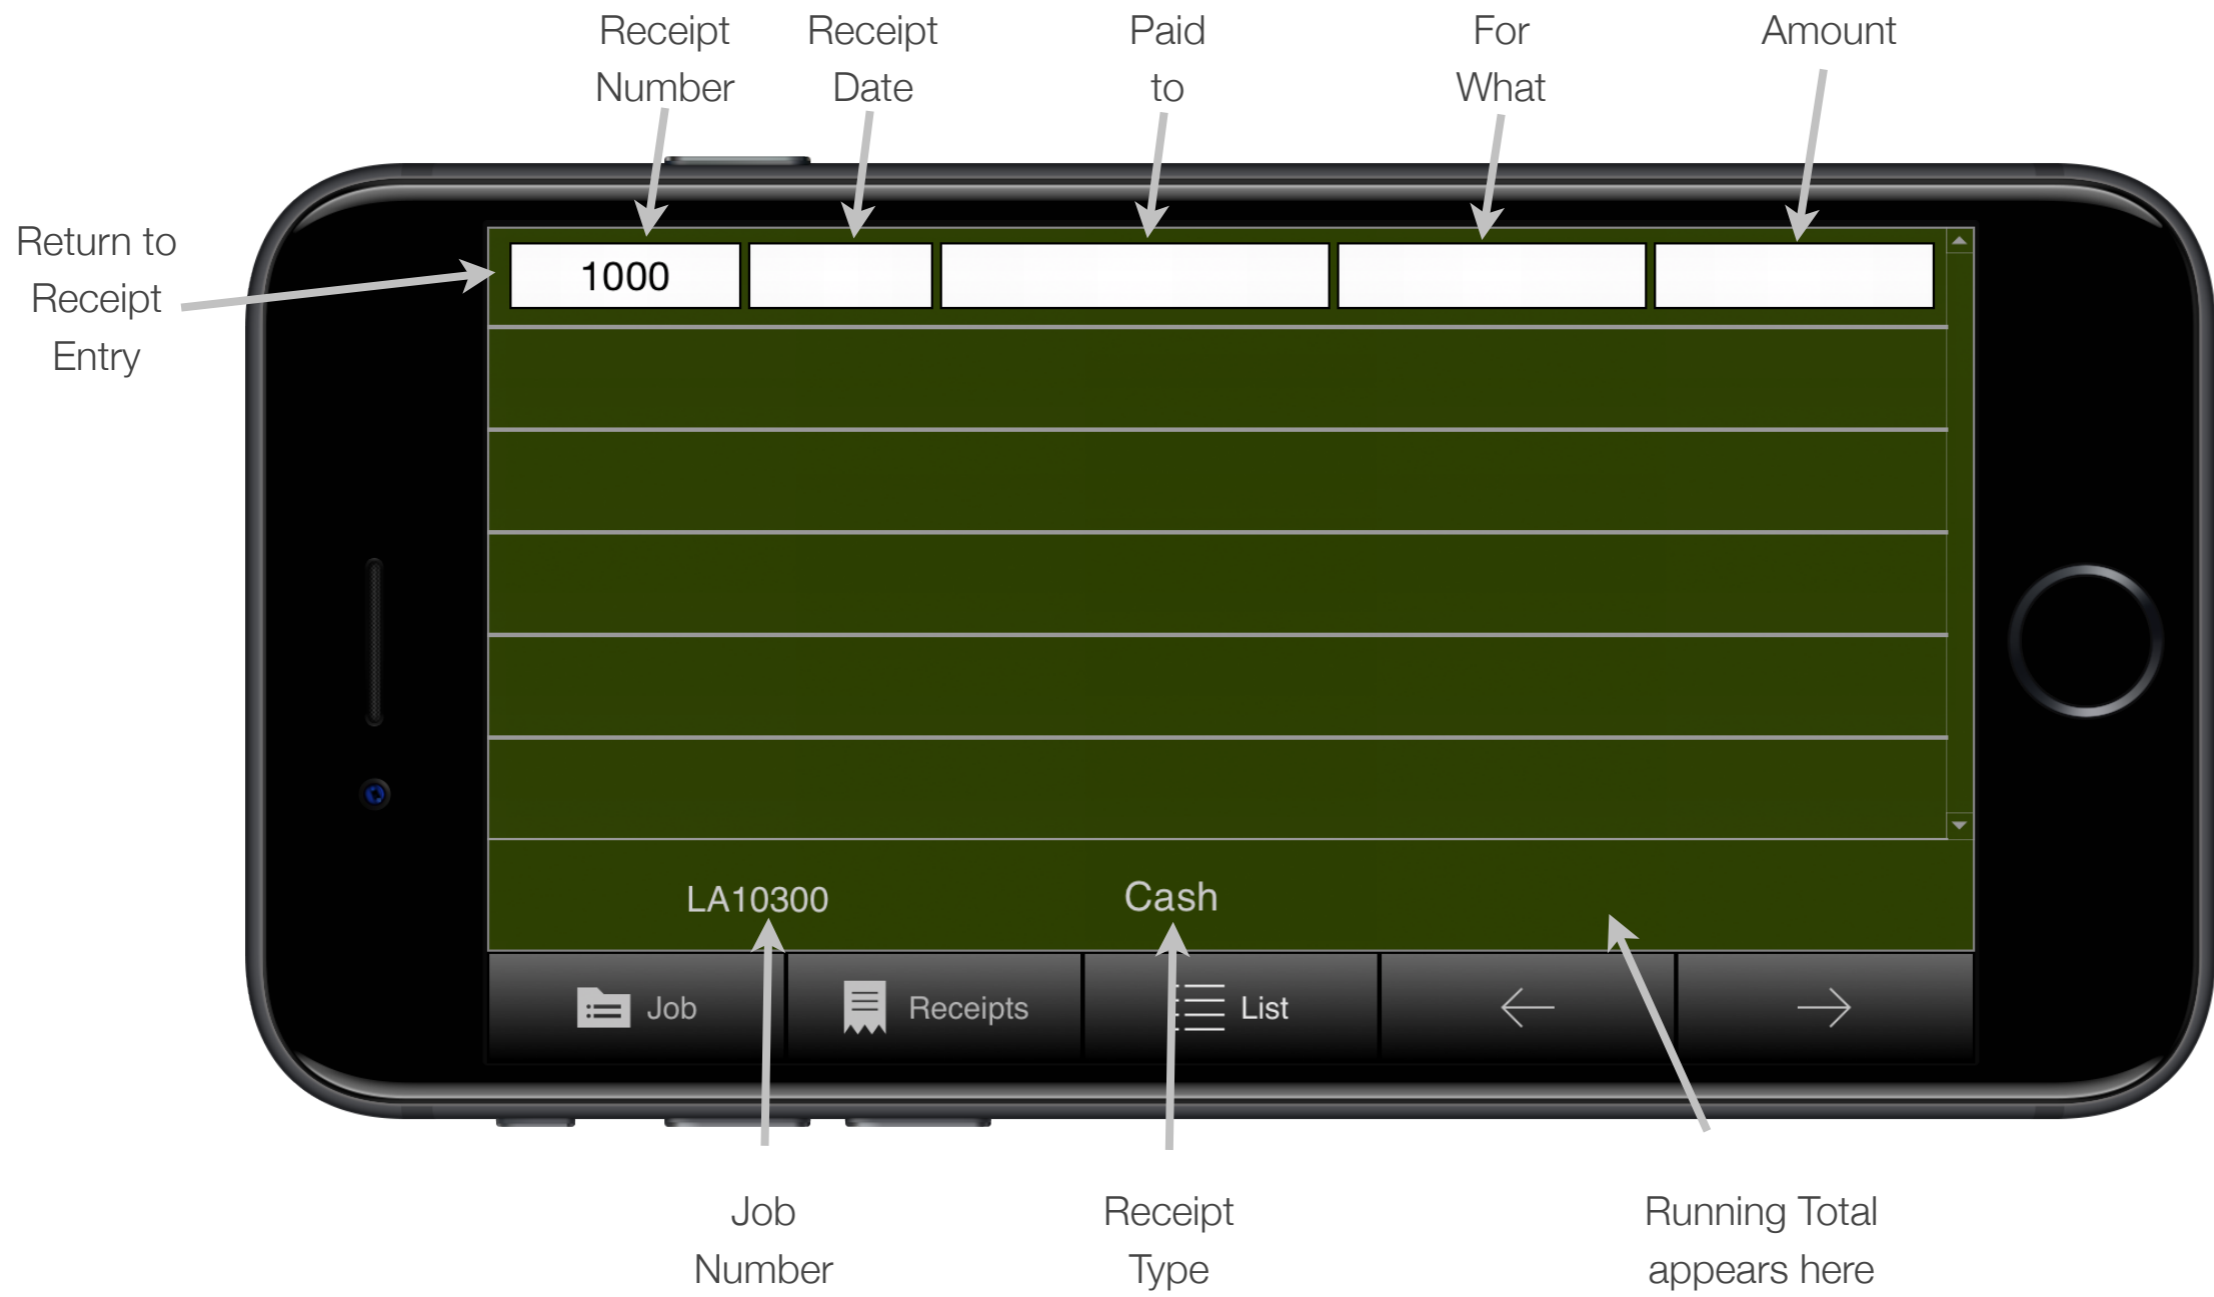 Receipt
Number
Receipt
Date
Paid
to
For
What
Amount
Return to
Receipt
Entry
1000
LA10300
Cash
Job
Receipts
List
Job
Number
Receipt
Type
Running Total
appears here